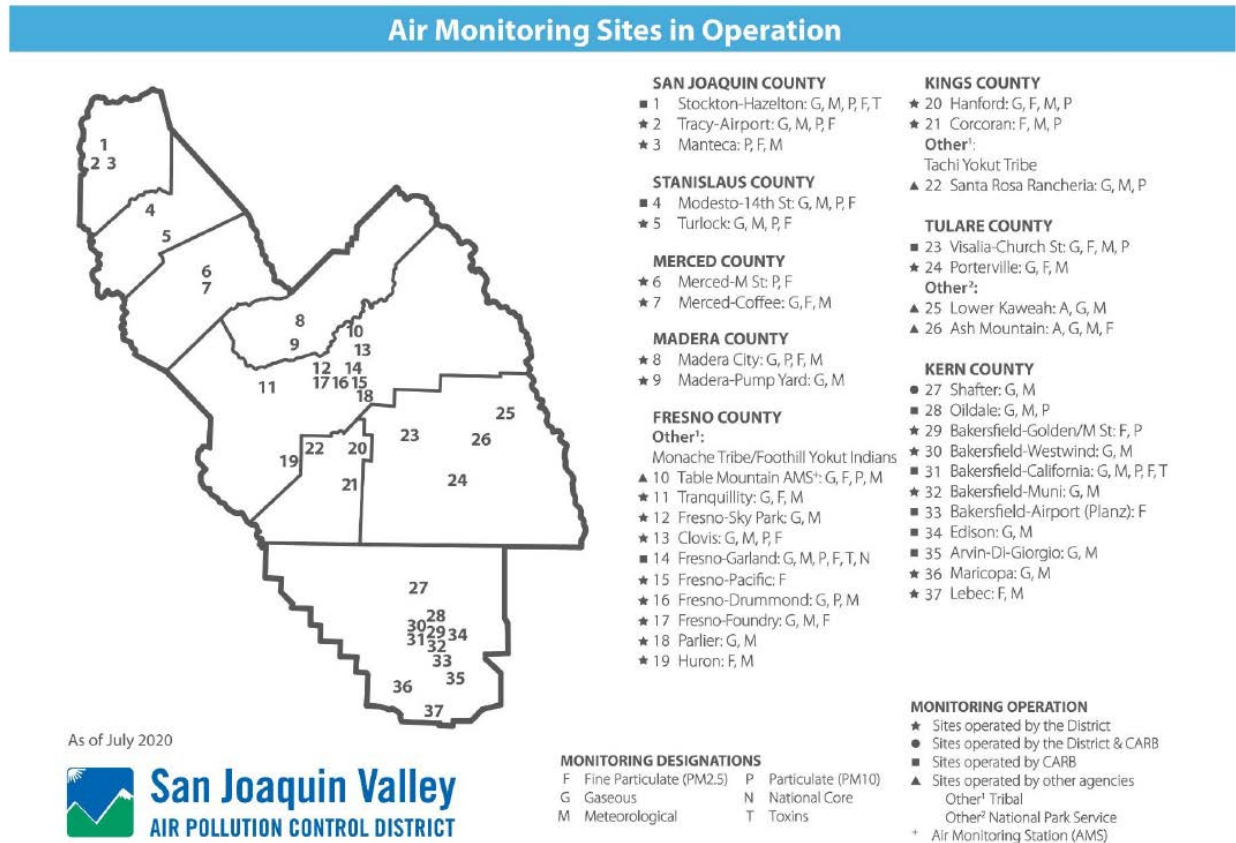 Air Monitoring Sites in Operation
1
2 3
4
5
6
7
8
9
10
13
12 14
11 17 16 15
18
25
23
26
22 20
19
24
21
27
28
30 29 34
31
32
33
35
36
37
SAN JOAQUIN COUNTY
■ 1 Stockton-Hazelton: G, M, P, F, T
★ 2 Tracy-Airport: G, M, P, F
★ 3 Manteca: P, F, M
STANISLAUS COUNTY
■ 4 Modesto-14th St: G, M, P, F
★ 5 Turlock: G, M, P, F
MERCED COUNTY
★ 6 Merced-M St: P, F
★ 7 Merced-Coffee: G, F, M
MADERA COUNTY
★ 8 Madera City: G, P, F, M
★ 9 Madera-Pump Yard: G, M
FRESNO COUNTY
Other¹:
Monache Tribe/Foothill Yokut Indians
▲ 10 Table Mountain AMS⁺: G, F, P, M
★ 11 Tranquillity: G, F, M
★ 12 Fresno-Sky Park: G, M
★ 13 Clovis: G, M, P, F
■ 14 Fresno-Garland: G, M, P, F, T, N
★ 15 Fresno-Pacific: F
★ 16 Fresno-Drummond: G, P, M
★ 17 Fresno-Foundry: G, M, F
★ 18 Parlier: G, M
★ 19 Huron: F, M
KINGS COUNTY
★ 20 Hanford: G, F, M, P
★ 21 Corcoran: F, M, P
Other¹:
Tachi Yokut Tribe
▲ 22 Santa Rosa Rancheria: G, M, P
TULARE COUNTY
■ 23 Visalia-Church St: G, F, M, P
★ 24 Porterville: G, F, M
Other²:
▲ 25 Lower Kaweah: A, G, M
▲ 26 Ash Mountain: A, G, M, F
KERN COUNTY
● 27 Shafter: G, M
■ 28 Oildale: G, M, P
★ 29 Bakersfield-Golden/M St: F, P
★ 30 Bakersfield-Westwind: G, M
■ 31 Bakersfield-California: G, M, P, F, T
★ 32 Bakersfield-Muni: G, M
■ 33 Bakersfield-Airport (Planz): F
■ 34 Edison: G, M
■ 35 Arvin-Di-Giorgio: G, M
★ 36 Maricopa: G, M
★ 37 Lebec: F, M
As of July 2020
San Joaquin Valley
AIR POLLUTION CONTROL DISTRICT
MONITORING DESIGNATIONS
F Fine Particulate (PM2.5) P Particulate (PM10)
G Gaseous N National Core
M Meteorological T Toxins
MONITORING OPERATION
★ Sites operated by the District
● Sites operated by the District & CARB
■ Sites operated by CARB
▲ Sites operated by other agencies
Other¹ Tribal
Other² National Park Service
⁺ Air Monitoring Station (AMS)